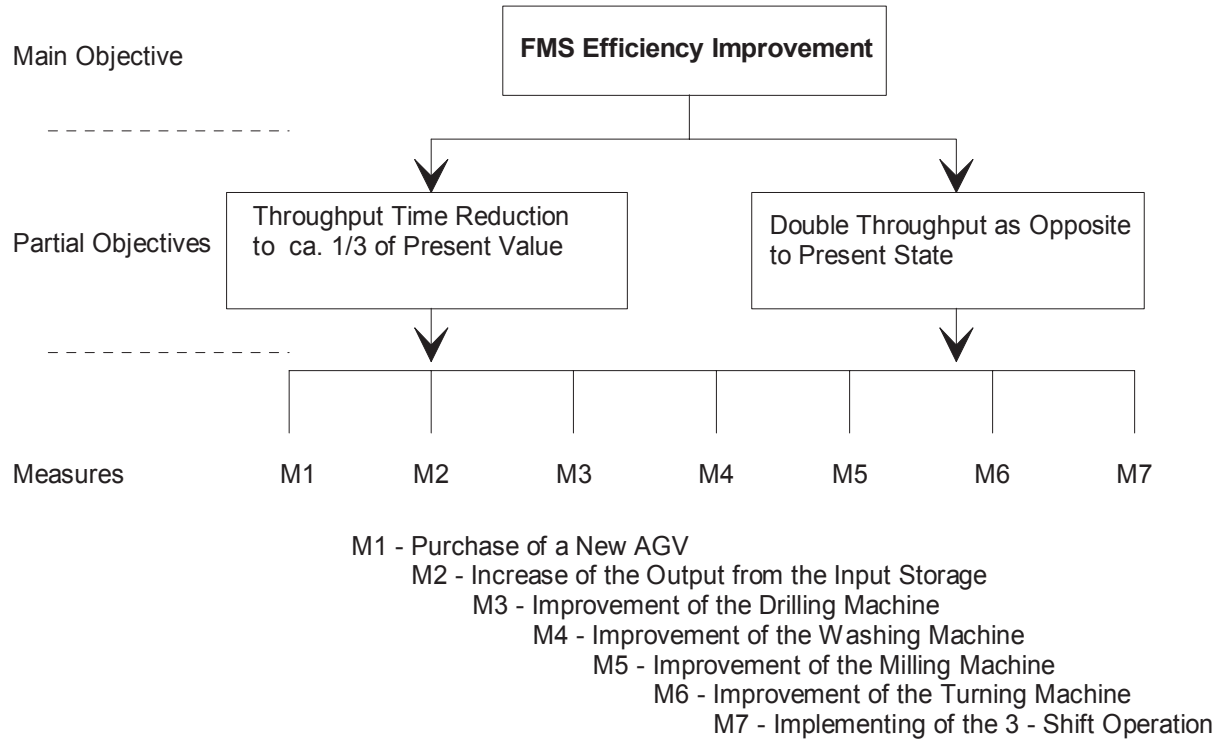 Main Objective
FMS Efficiency Improvement
Partial Objectives
Throughput Time Reduction
to ca. 1/3 of Present Value
Double Throughput as Opposite
to Present State
Measures
M1 M2 M3 M4 M5 M6 M7
M1 - Purchase of a New AGV
M2 - Increase of the Output from the Input Storage
M3 - Improvement of the Drilling Machine
M4 - Improvement of the Washing Machine
M5 - Improvement of the Milling Machine
M6 - Improvement of the Turning Machine
M7 - Implementing of the 3 - Shift Operation